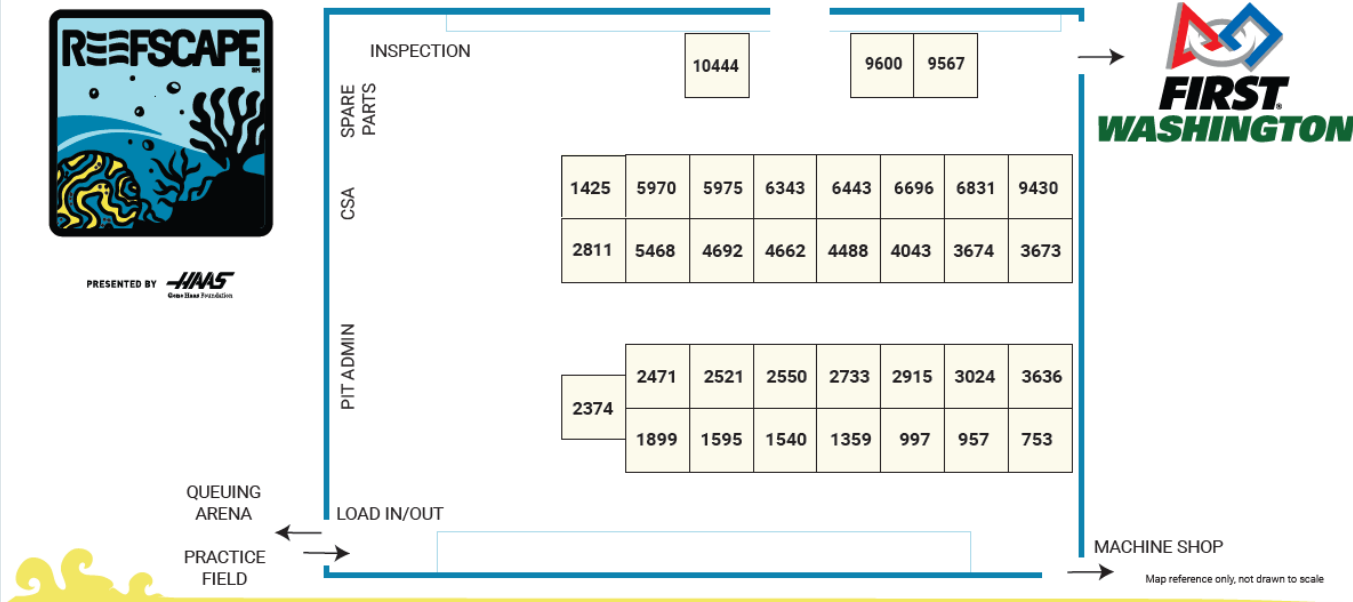 REEFSCAPE
SM
PRESENTED BY HAAS
Gene Haas Foundation
INSPECTION
SPARE
PARTS
CSA
PIT ADMIN
10444
9600 9567
FIRST
WASHINGTON
1425 5970 5975 6343 6443 6696 6831 9430
2811 5468 4692 4662 4488 4043 3674 3673
2471 2521 2550 2733 2915 3024 3636
2374
1899 1595 1540 1359 997 957 753
QUEUING
ARENA
LOAD IN/OUT
PRACTICE
FIELD
MACHINE SHOP
Map reference only, not drawn to scale